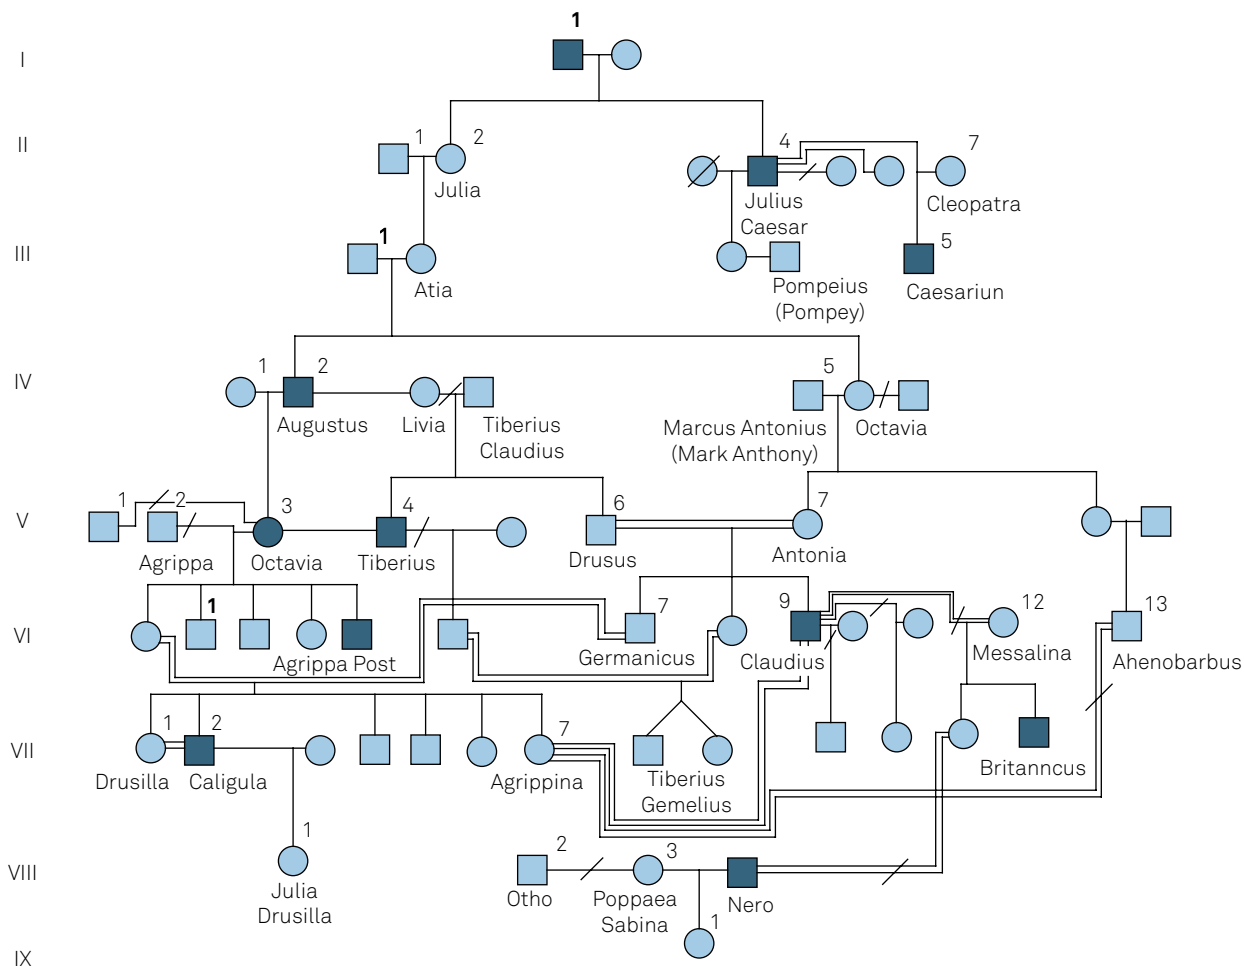 1
I
II
1
2
4
7
Julia
Julius
Caesar
Cleopatra
III
1
5
Atia
Pompeius
(Pompey)
Caesariun
IV
1
2
5
Augustus
Livia
Tiberius
Claudius
Marcus Antonius
(Mark Anthony)
Octavia
V
1
2
3
4
6
7
Agrippa
Octavia
Tiberius
Drusus
Antonia
VI
1
7
9
12
13
Agrippa Post
Germanicus
Claudius
Messalina
Ahenobarbus
VII
1
2
7
Drusilla
Caligula
Agrippina
Tiberius
Gemelius
Britanncus
VIII
1
2
3
Julia
Drusilla
Otho
Poppaea
Sabina
Nero
IX
1